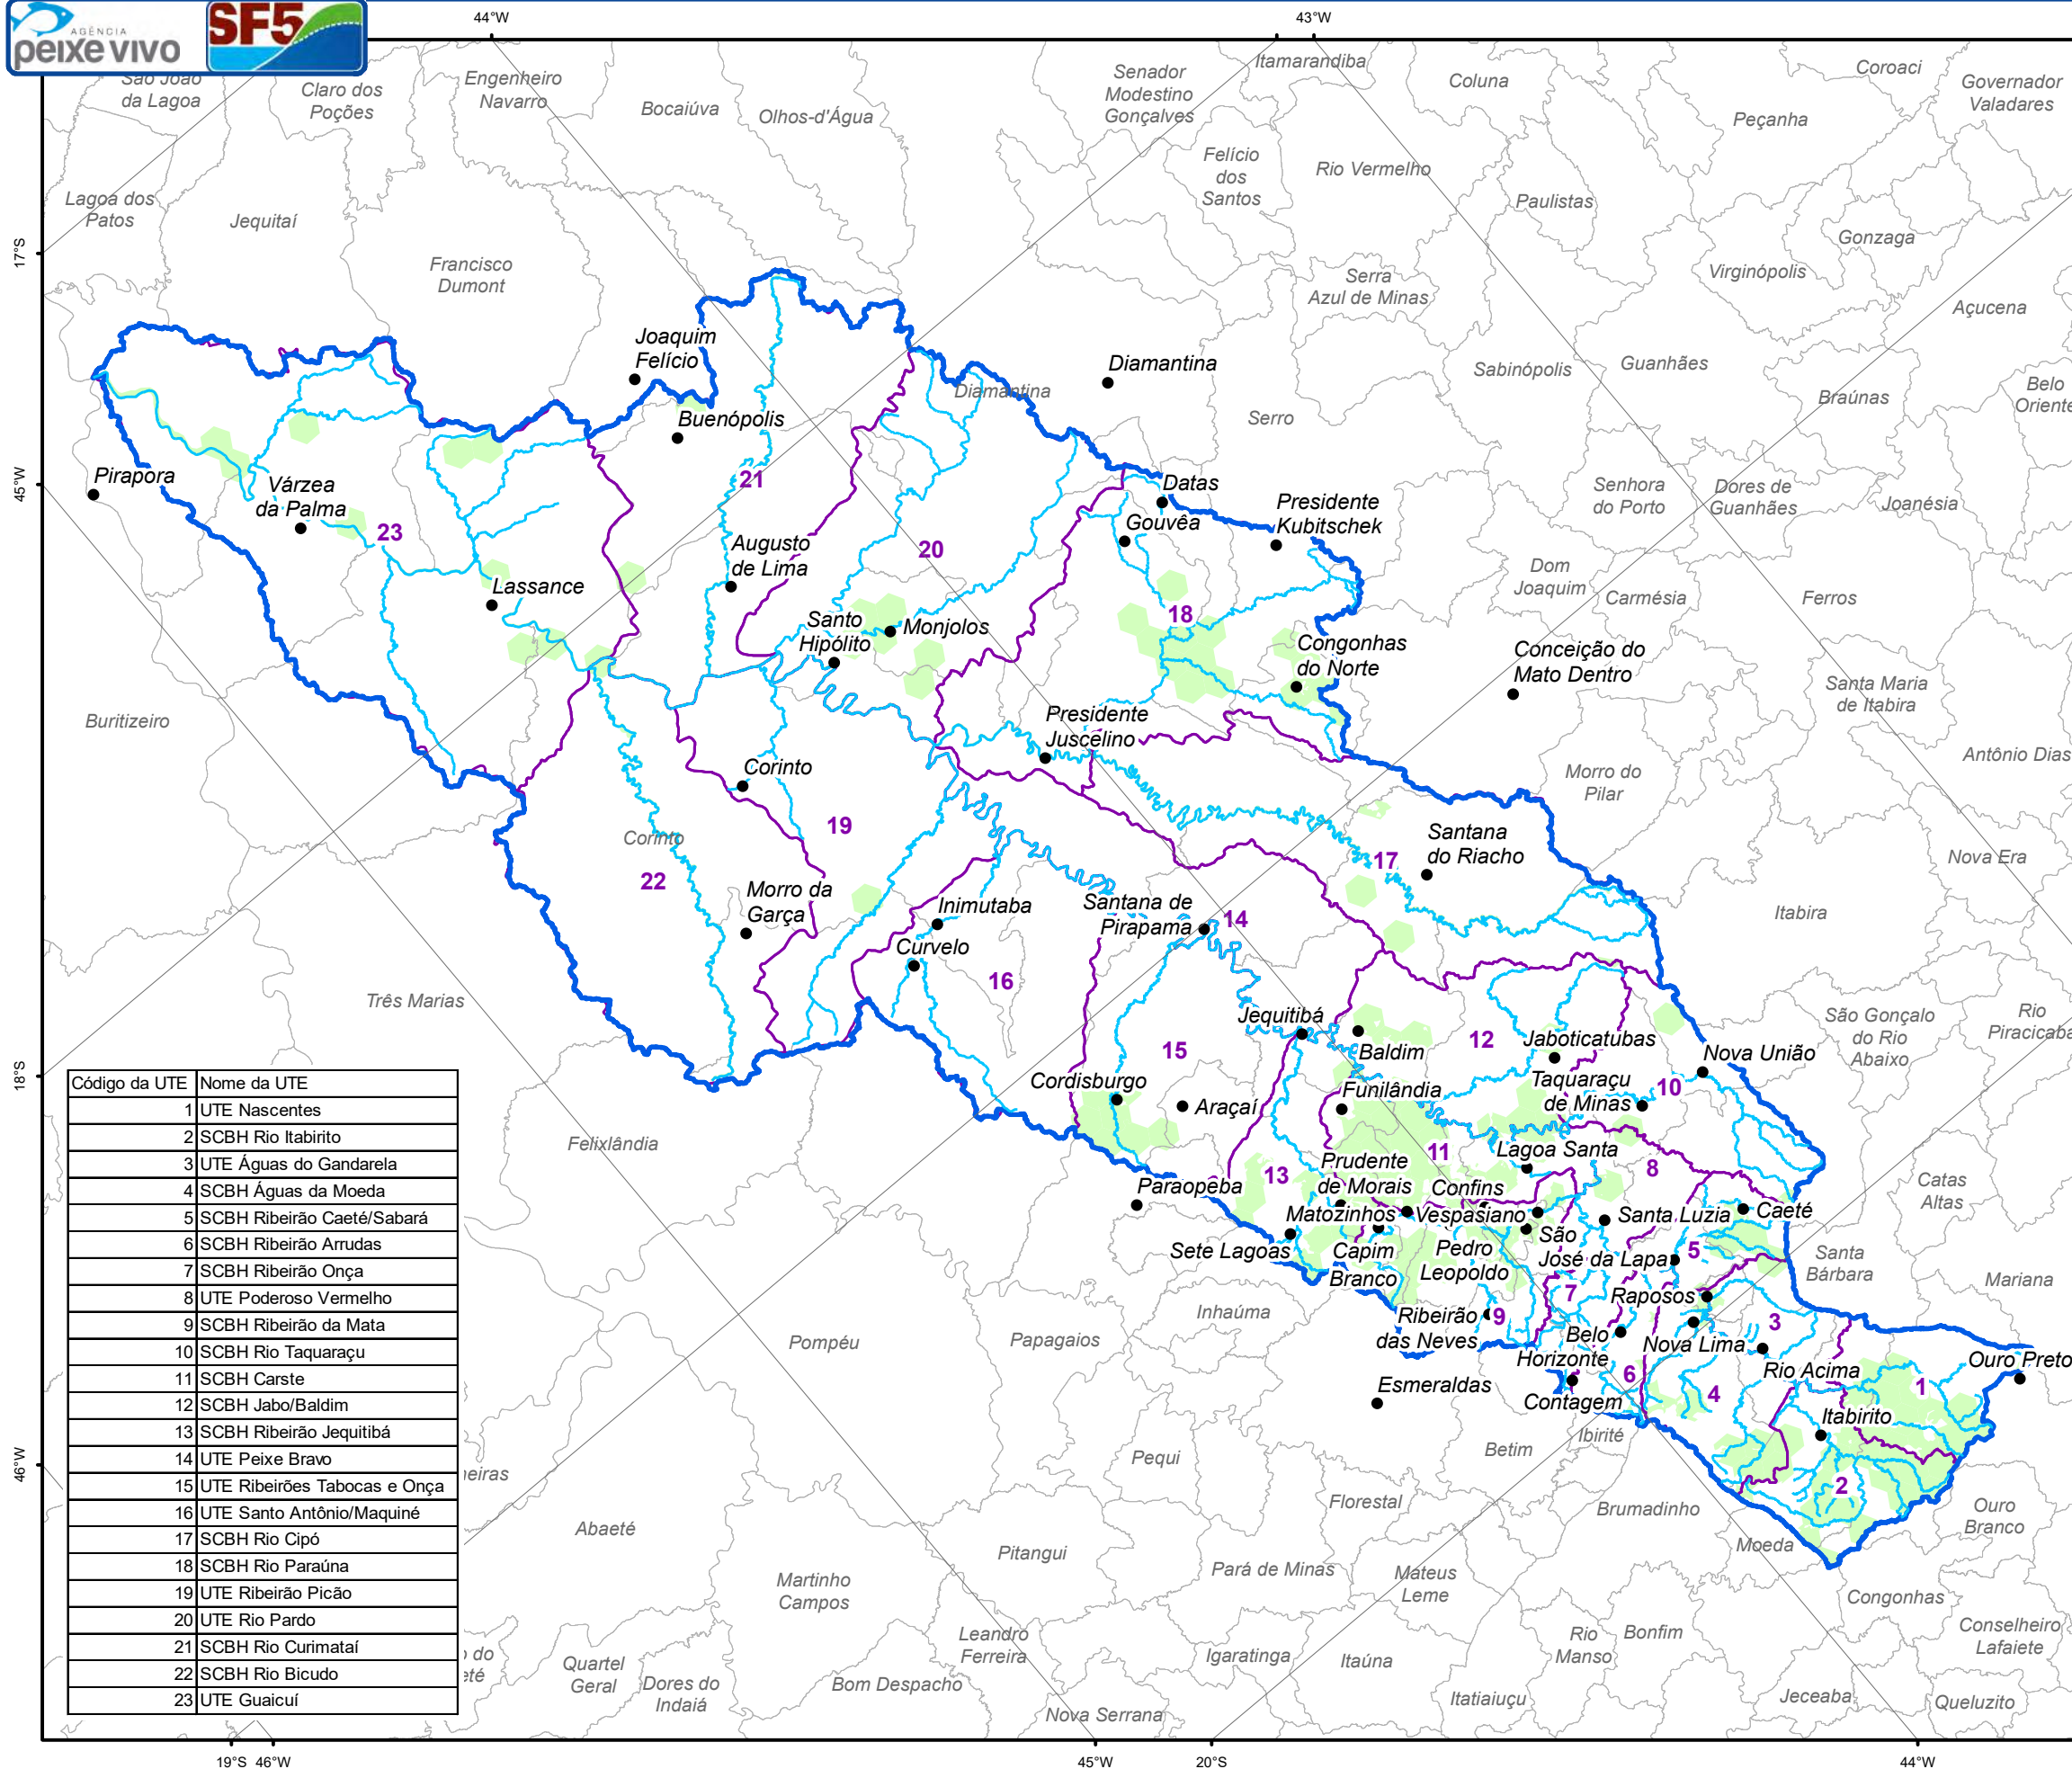 AGÊNCIA
peixe vivo
SF5
44°W
43°W
São João
da Lagoa
Claro dos
Poções
Engenheiro
Navarro
Bocaiúva
Olhos-d'Água
Senador
Modestino
Gonçalves
Itamarandiba
Coluna
Coroaci
Governador
Valadares
Peçanha
Felício
dos
Santos
Rio Vermelho
Paulistas
Lagoa dos
Patos
Jequitaí
Gonzaga
17°S
Francisco
Dumont
Serra
Azul de Minas
Virginópolis
Açucena
Joaquim
Felício
Diamantina
Diamantina
Sabinópolis
Guanhães
Braúnas
Belo
Oriente
Serro
Buenópolis
Pirapora
45°W
Várzea
da Palma
21
23
Datas
Presidente
Kubitschek
Gouvêa
Senhora
do Porto
Dores de
Guanhães
Joanésia
Augusto
de Lima
20
Lassance
Dom
Joaquim
Carmésia
Ferros
18
Santo
Hipólito
Monjolos
Congonhas
do Norte
Conceição do
Mato Dentro
Santa Maria
de Itabira
Buritizeiro
Presidente
Juscelino
Antônio Dias
Corinto
Morro do
Pilar
Corinto
19
Santana
do Riacho
17
Nova Era
22
Morro da
Garça
Inimutaba
Santana de
Pirapama
14
Itabira
Curvelo
16
Três Marias
Jequitibá
15
Baldim
12
Jaboticatubas
Nova União
São Gonçalo
do Rio
Abaixo
Rio
Piracicaba
18°S
Cordisburgo
Araçaí
Funilândia
Taquaraçu
de Minas
10
Felixlândia
11
Lagoa Santa
8
13
Prudente
de Morais
Confins
Catas
Altas
Paraopeba
Matozinhos
Vespasiano
Santa Luzia
Caeté
Sete Lagoas
Capim
Branco
Pedro
Leopoldo
São
José da Lapa
5
Santa
Bárbara
Mariana
Inhaúma
7
Raposos
Ribeirão
das Neves
9
Belo
Horizonte
Nova Lima
3
Pompéu
Papagaios
Rio Acima
Ouro Preto
Esmeraldas
Contagem
6
4
1
Itabirito
Betim
Ibirité
Pequi
2
46°W
Florestal
Brumadinho
Ouro
Branco
Abaeté
Pitangui
Moeda
Pará de Minas
Mateus
Leme
Martinho
Campos
Congonhas
Conselheiro
Lafaiete
Leandro
Ferreira
Igaratinga
Itaúna
Rio
Manso
Bonfim
Quartel
Geral
Dores do
Indaiá
Bom Despacho
Nova Serrana
Itatiaiuçu
Jeceaba
Queluzito
Código da UTE Nome da UTE
1 UTE Nascentes
2 SCBH Rio Itabirito
3 UTE Águas do Gandarela
4 SCBH Águas da Moeda
5 SCBH Ribeirão Caeté/Sabará
6 SCBH Ribeirão Arrudas
7 SCBH Ribeirão Onça
8 UTE Poderoso Vermelho
9 SCBH Ribeirão da Mata
10 SCBH Rio Taquaraçu
11 SCBH Carste
12 SCBH Jabo/Baldim
13 SCBH Ribeirão Jequitibá
14 UTE Peixe Bravo
15 UTE Ribeirões Tabocas e Onça
16 UTE Santo Antônio/Maquiné
17 SCBH Rio Cipó
18 SCBH Rio Paraúna
19 UTE Ribeirão Picão
20 UTE Rio Pardo
21 SCBH Rio Curimataí
22 SCBH Rio Bicudo
23 UTE Guaicuí
19°S 46°W
45°W
20°S
44°W